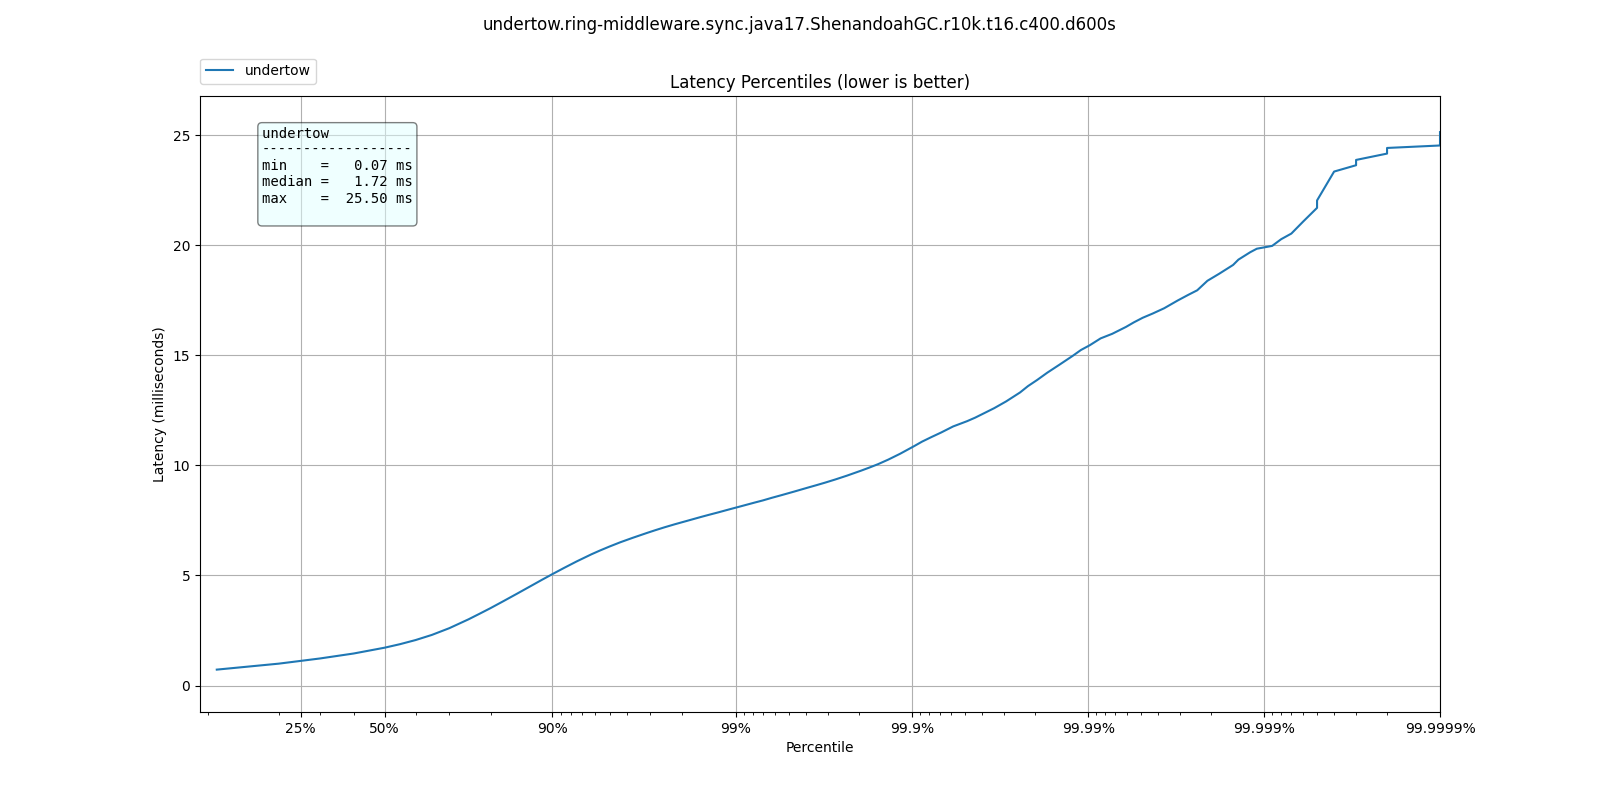 undertow.ring-middleware.sync.java17.ShenandoahGC.r10k.t16.c400.d600s
undertow
Latency Percentiles (lower is better)
undertow
------------------
min    =   0.07 ms
median =   1.72 ms
max    =  25.50 ms
25
20
15
10
5
0
Latency (milliseconds)
25% 50% 90% 99% 99.9% 99.99% 99.999% 99.9999%
Percentile